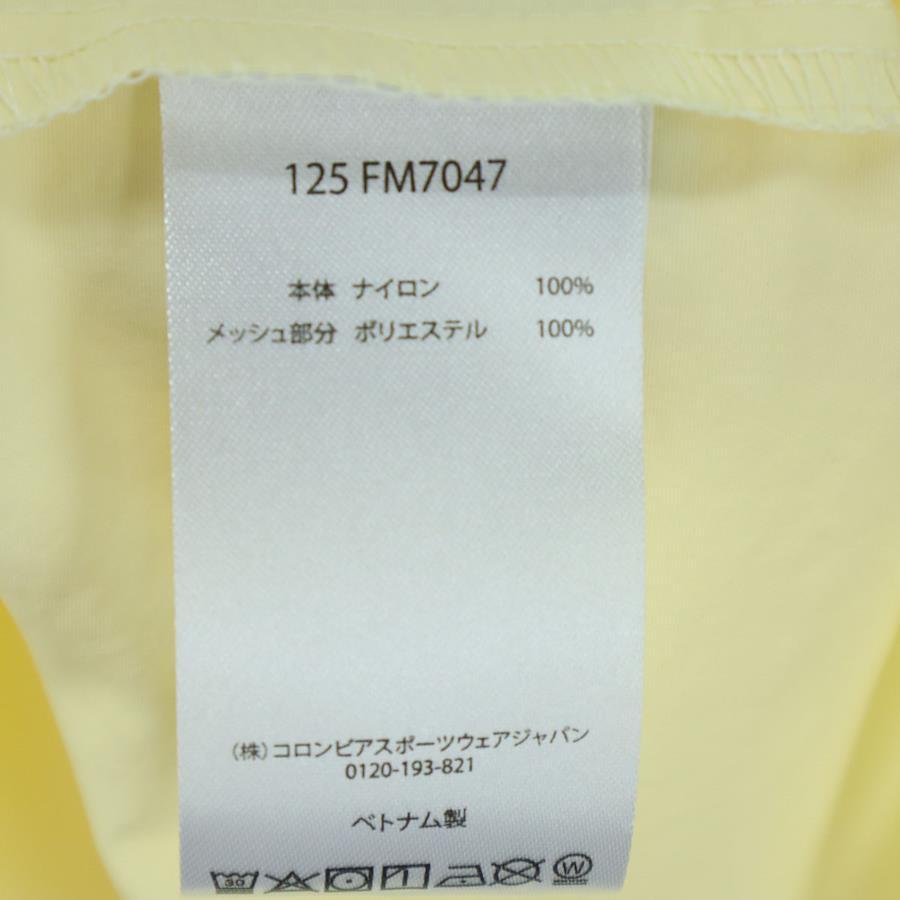 125 FM7047
本体 ナイロン 100%
メッシュ部分 ポリエステル 100%
(株)コロンビアスポーツウェアジャパン
0120-193-821
ベトナム製
30 W